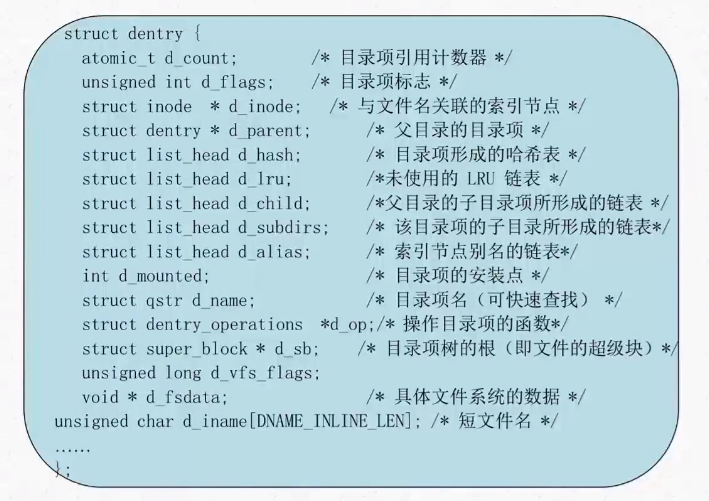 struct dentry {
atomic_t d_count; /* 目录项引用计数器 */
unsigned int d_flags; /* 目录项标志 */
struct inode * d_inode; /* 与文件名关联的索引节点 */
struct dentry * d_parent; /* 父目录的目录项 */
struct list_head d_hash; /* 目录项形成的哈希表 */
struct list_head d_lru; /*未使用的 LRU 链表 */
struct list_head d_child; /*父目录的子目录项所形成的链表 */
struct list_head d_subdirs; /* 该目录项的子目录所形成的链表*/
struct list_head d_alias; /* 索引节点别名的链表*/
int d_mounted; /* 目录项的安装点 */
struct qstr d_name; /* 目录项名（可快速查找） */
struct dentry_operations *d_op;/* 操作目录项的函数*/
struct super_block * d_sb; /* 目录项树的根（即文件的超级块）*/
unsigned long d_vfs_flags;
void * d_fsdata; /* 具体文件系统的数据 */
unsigned char d_iname[DNAME_INLINE_LEN]; /* 短文件名 */
……
};